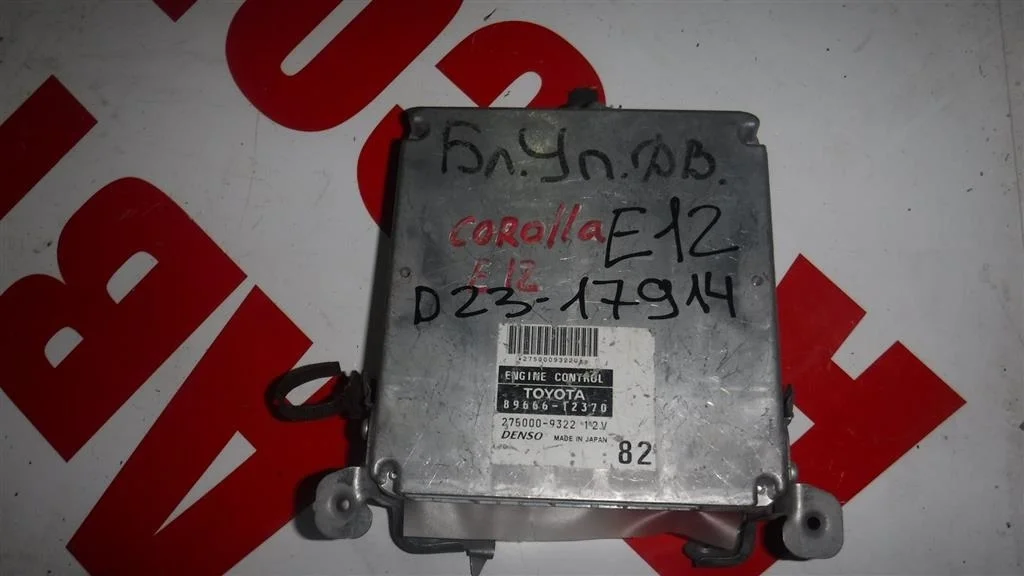 Бл.Уп.ДВ.
corolla E12
E12
D23-17914
*2750009322UA*
ENGINE CONTROL
TOYOTA
89666-12370
275000-9322 12V
DENSO MADE IN JAPAN
82